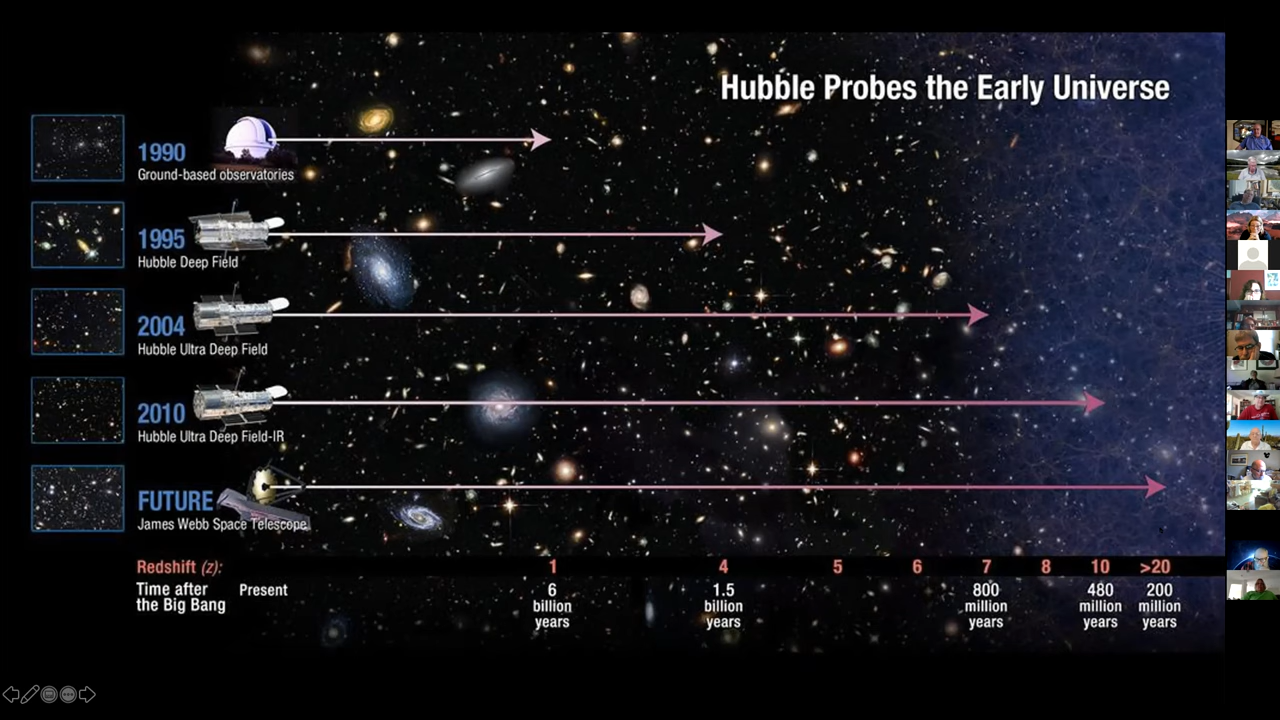 Hubble Probes the Early Universe
1990
Ground-based observatories
1995
Hubble Deep Field
2004
Hubble Ultra Deep Field
2010
Hubble Ultra Deep Field-IR
FUTURE
James Webb Space Telescope
Redshift (z): 1 4 5 6 7 8 10 >20
Time after Present 6 1.5 800 480 200
the Big Bang billion billion million million million
years years years years years